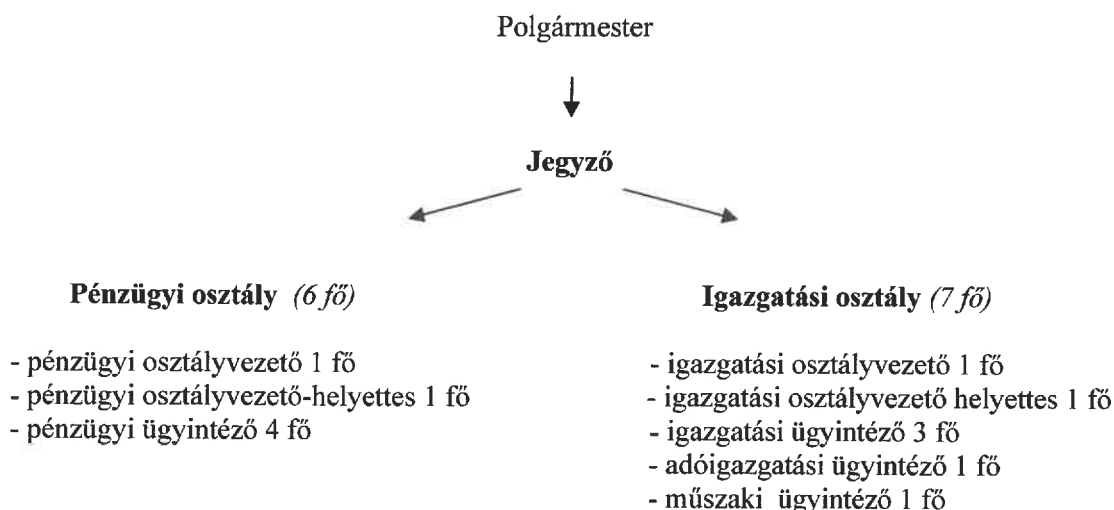 Polgármester
Jegyző
Pénzügyi osztály (6 fő)
- pénzügyi osztályvezető 1 fő
- pénzügyi osztályvezető-helyettes 1 fő
- pénzügyi ügyintéző 4 fő
Igazgatási osztály (7 fő)
- igazgatási osztályvezető 1 fő
- igazgatási osztályvezető helyettes 1 fő
- igazgatási ügyintéző 3 fő
- adóigazgatási ügyintéző 1 fő
- műszaki ügyintéző 1 fő